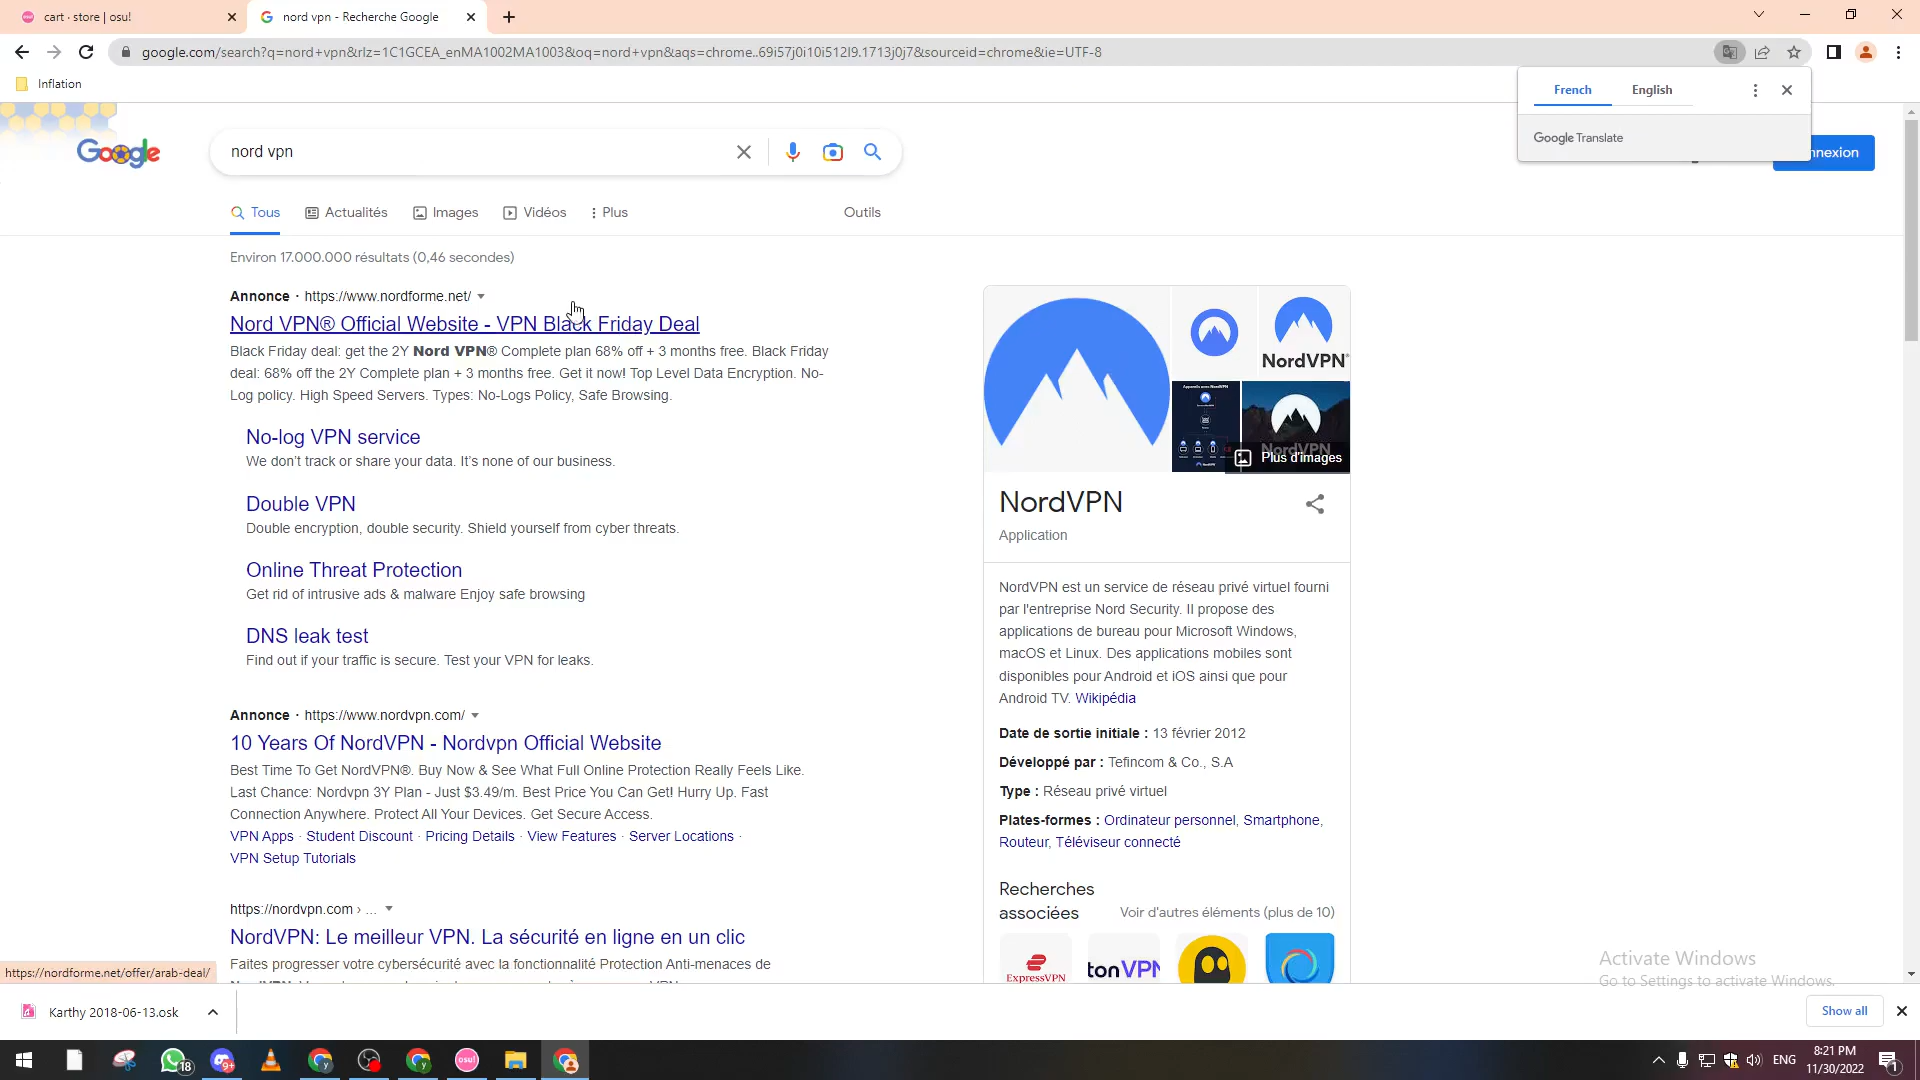 cart · store | osu!
nord vpn - Recherche Google
google.com/search?q=nord+vpn&rlz=1C1GCEA_enMA1002MA1003&oq=nord+vpn&aqs=chrome..69i57j0i10i512l9.1713j0j7&sourceid=chrome&ie=UTF-8
Inflation
French English
Google Translate
Google
nord vpn
nnexion
Tous Actualités Images Vidéos Plus Outils
Environ 17.000.000 résultats (0,46 secondes)
Annonce · https://www.nordforme.net/
Nord VPN® Official Website - VPN Black Friday Deal
Black Friday deal: get the 2Y Nord VPN® Complete plan 68% off + 3 months free. Black Friday
deal: 68% off the 2Y Complete plan + 3 months free. Get it now! Top Level Data Encryption. No-
Log policy. High Speed Servers. Types: No-Logs Policy, Safe Browsing.
No-log VPN service
We don't track or share your data. It's none of our business.
Double VPN
Double encryption, double security. Shield yourself from cyber threats.
Online Threat Protection
Get rid of intrusive ads & malware Enjoy safe browsing
DNS leak test
Find out if your traffic is secure. Test your VPN for leaks.
Annonce · https://www.nordvpn.com/
10 Years Of NordVPN - Nordvpn Official Website
Best Time To Get NordVPN®. Buy Now & See What Full Online Protection Really Feels Like.
Last Chance: Nordvpn 3Y Plan - Just $3.49/m. Best Price You Can Get! Hurry Up. Fast
Connection Anywhere. Protect All Your Devices. Get Secure Access.
VPN Apps · Student Discount · Pricing Details · View Features · Server Locations ·
VPN Setup Tutorials
https://nordvpn.com › ...
NordVPN: Le meilleur VPN. La sécurité en ligne en un clic
Faites progresser votre cybersécurité avec la fonctionnalité Protection Anti-menaces de
https://nordforme.net/offer/arab-deal/
NordVPN®
Appareils avec NordVPN
NordVPN
Plus d'images
NordVPN
Application
NordVPN est un service de réseau privé virtuel fourni
par l'entreprise Nord Security. Il propose des
applications de bureau pour Microsoft Windows,
macOS et Linux. Des applications mobiles sont
disponibles pour Android et iOS ainsi que pour
Android TV. Wikipédia
Date de sortie initiale : 13 février 2012
Développé par : Tefincom & Co., S.A
Type : Réseau privé virtuel
Plates-formes : Ordinateur personnel, Smartphone,
Routeur, Téléviseur connecté
Recherches
associées
Voir d'autres éléments (plus de 10)
ExpressVPN
tonVPN
Activate Windows
Go to Settings to activate Windows.
Karthy 2018-06-13.osk
Show all
18
9+
osu!
ENG
8:21 PM
11/30/2022
1